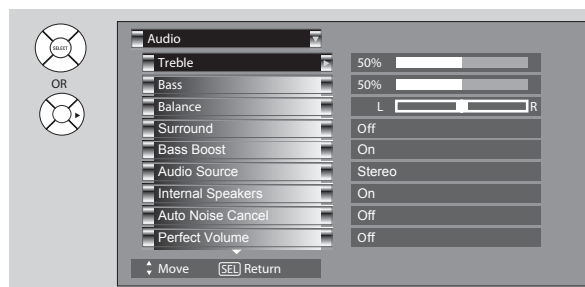 SELECT
OR
Audio
Treble 50%
Bass 50%
Balance L R
Surround Off
Bass Boost On
Audio Source Stereo
Internal Speakers On
Auto Noise Cancel Off
Perfect Volume Off
Move SEL Return